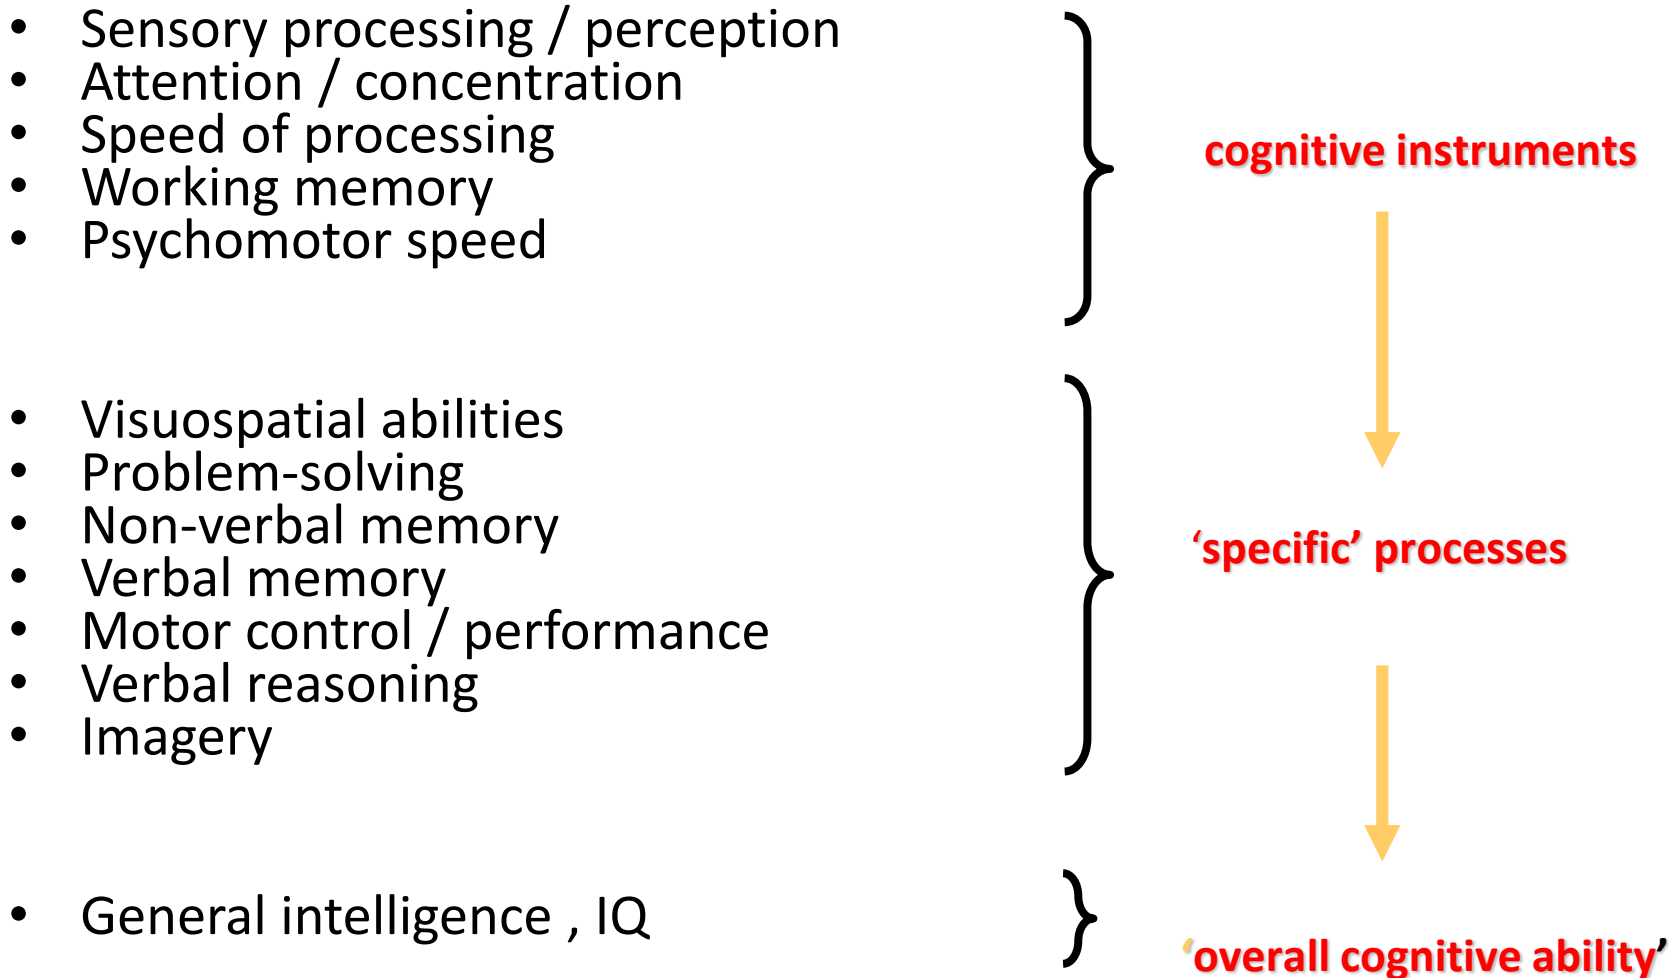 • Sensory processing / perception
• Attention / concentration
• Speed of processing
• Working memory
• Psychomotor speed
cognitive instruments
• Visuospatial abilities
• Problem-solving
• Non-verbal memory
• Verbal memory
• Motor control / performance
• Verbal reasoning
• Imagery
‘specific’ processes
• General intelligence , IQ
‘overall cognitive ability’